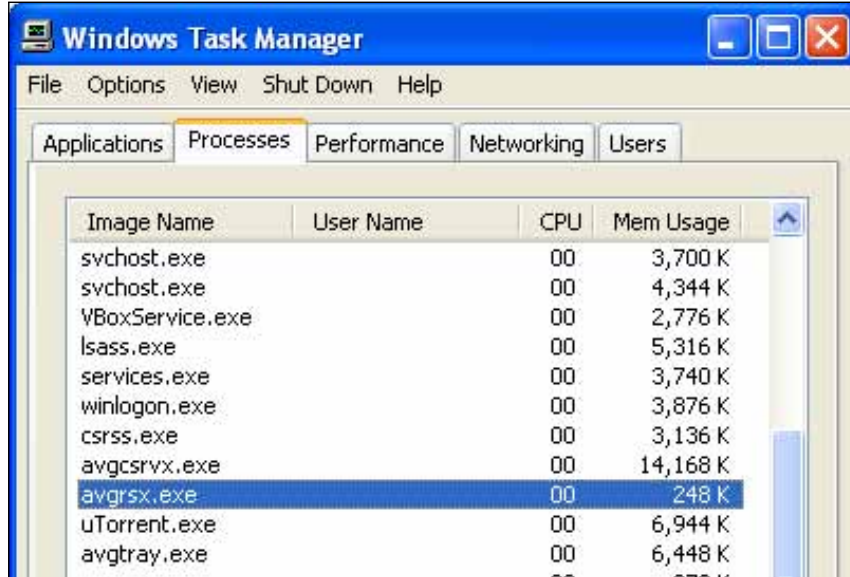 Windows Task Manager
File Options View Shut Down Help
Applications Processes Performance Networking Users
Image Name User Name CPU Mem Usage
svchost.exe 00 3,700 K
svchost.exe 00 4,344 K
VBoxService.exe 00 2,776 K
lsass.exe 00 5,316 K
services.exe 00 3,740 K
winlogon.exe 00 3,876 K
csrss.exe 00 3,136 K
avgcsrvx.exe 00 14,168 K
avgrsx.exe 00 248 K
uTorrent.exe 00 6,944 K
avgtray.exe 00 6,448 K